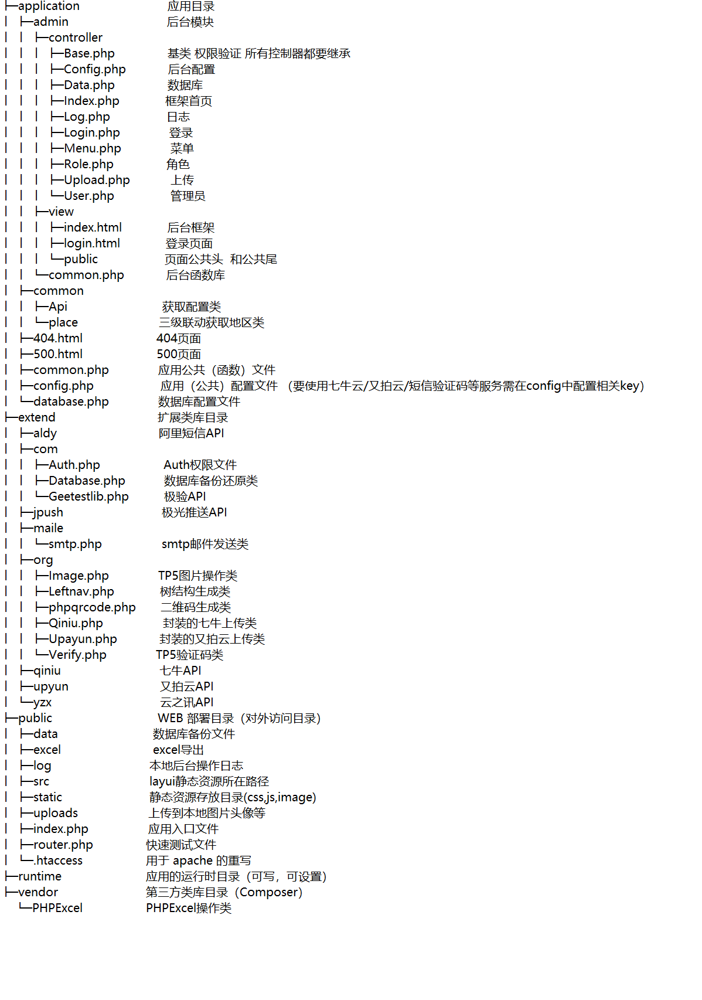 ├─application 应用目录
│ ├─admin 后台模块
│ │ ├─controller
│ │ │ ├─Base.php 基类 权限验证 所有控制器都要继承
│ │ │ ├─Config.php 后台配置
│ │ │ ├─Data.php 数据库
│ │ │ ├─Index.php 框架首页
│ │ │ ├─Log.php 日志
│ │ │ ├─Login.php 登录
│ │ │ ├─Menu.php 菜单
│ │ │ ├─Role.php 角色
│ │ │ ├─Upload.php 上传
│ │ │ └─User.php 管理员
│ │ ├─view
│ │ │ ├─index.html 后台框架
│ │ │ ├─login.html 登录页面
│ │ │ └─public 页面公共头 和公共尾
│ │ └─common.php 后台函数库
│ ├─common
│ │ ├─Api 获取配置类
│ │ └─place 三级联动获取地区类
│ ├─404.html 404页面
│ ├─500.html 500页面
│ ├─common.php 应用公共（函数）文件
│ ├─config.php 应用（公共）配置文件 （要使用七牛云/又拍云/短信验证码等服务需在config中配置相关key）
│ └─database.php 数据库配置文件
├─extend 扩展类库目录
│ ├─aldy 阿里短信API
│ ├─com
│ │ ├─Auth.php Auth权限文件
│ │ ├─Database.php 数据库备份还原类
│ │ └─Geetestlib.php 极验API
│ ├─jpush 极光推送API
│ ├─maile
│ │ └─smtp.php smtp邮件发送类
│ ├─org
│ │ ├─Image.php TP5图片操作类
│ │ ├─Leftnav.php 树结构生成类
│ │ ├─phpqrcode.php 二维码生成类
│ │ ├─Qiniu.php 封装的七牛上传类
│ │ ├─Upayun.php 封装的又拍云上传类
│ │ └─Verify.php TP5验证码类
│ ├─qiniu 七牛API
│ ├─upyun 又拍云API
│ └─yzx 云之讯API
├─public WEB 部署目录（对外访问目录）
│ ├─data 数据库备份文件
│ ├─excel excel导出
│ ├─log 本地后台操作日志
│ ├─src layui静态资源所在路径
│ ├─static 静态资源存放目录(css,js,image)
│ ├─uploads 上传到本地图片头像等
│ ├─index.php 应用入口文件
│ ├─router.php 快速测试文件
│ └─.htaccess 用于 apache 的重写
├─runtime 应用的运行时目录（可写，可设置）
├─vendor 第三方类库目录（Composer）
└─PHPExcel PHPExcel操作类